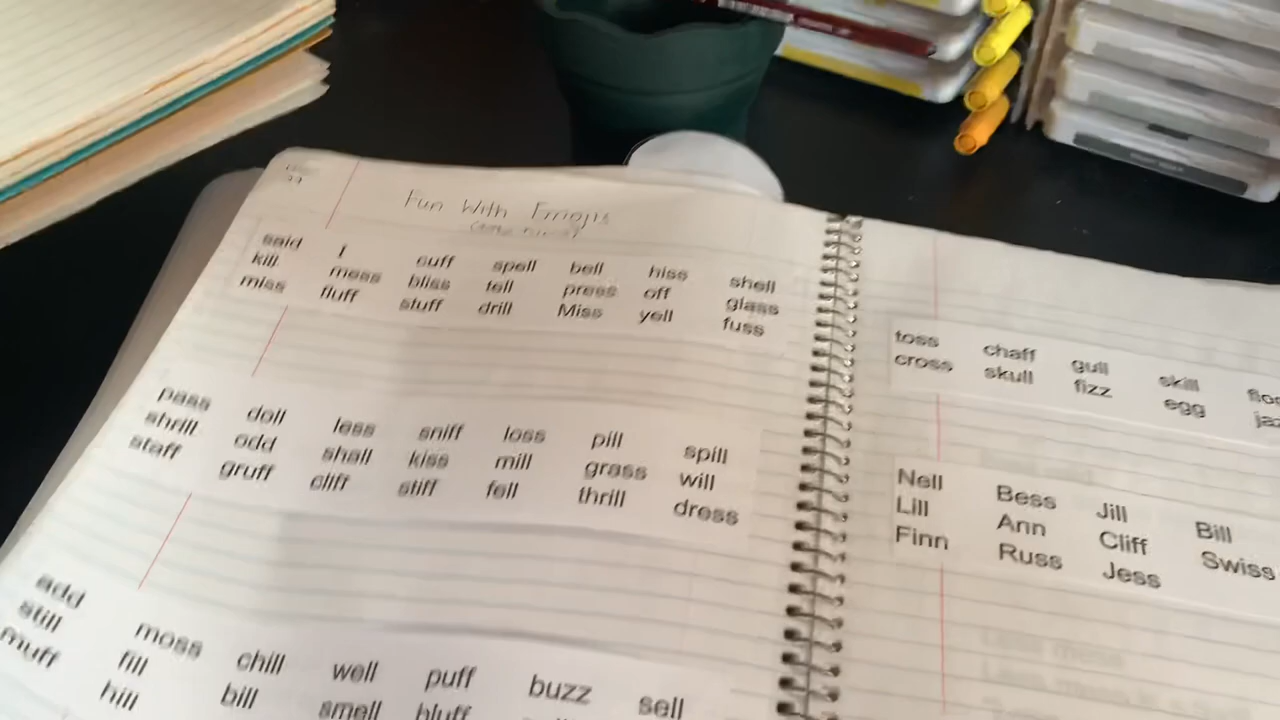 Fun With Emojis
said I cuff spell bell hiss shell
kill mess bliss tell press off glass
miss fluff stuff drill Miss yell fuss
pass doll less sniff loss pill spill
shrill odd shall kiss mill grass will
staff gruff cliff stiff fell thrill dress
add moss chill well puff buzz sell
still fill bill smell bluff
muff hill
toss chaff gull skill
cross skull fizz egg
Nell Bess Jill Bill
Lill Ann Cliff Swiss
Finn Russ Jess